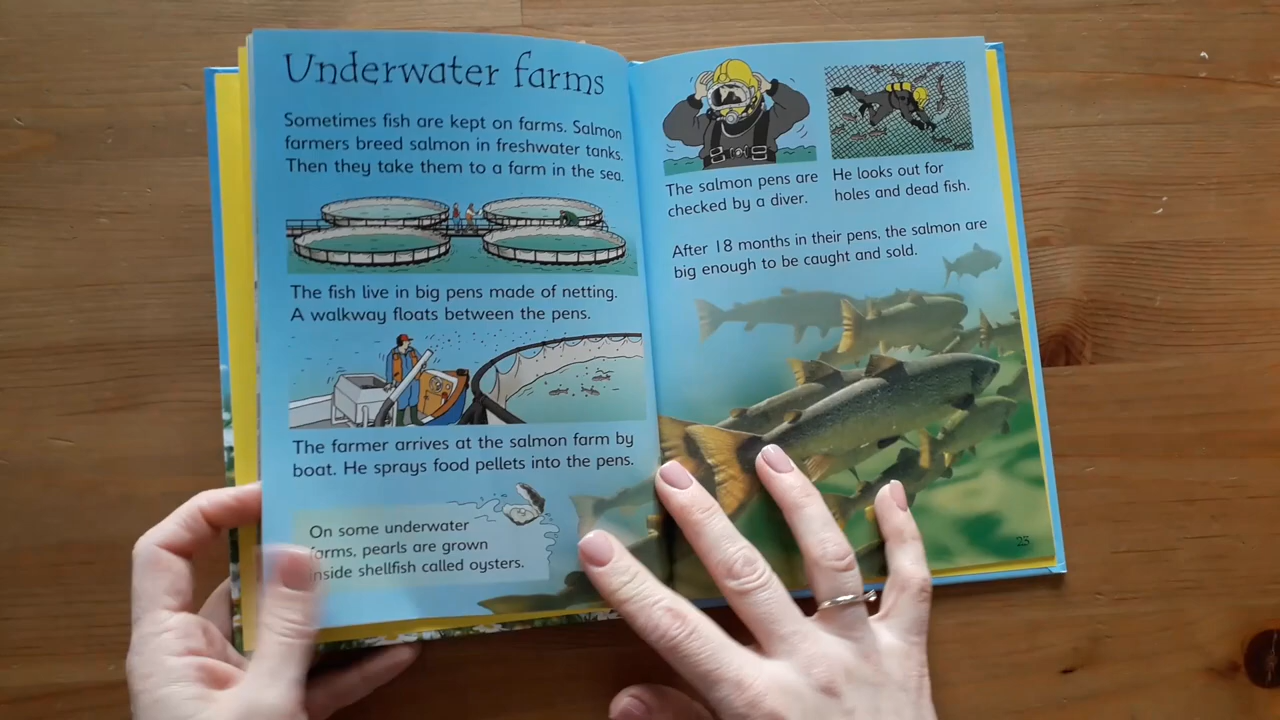 Underwater farms
Sometimes fish are kept on farms. Salmon
farmers breed salmon in freshwater tanks.
Then they take them to a farm in the sea.
The fish live in big pens made of netting.
A walkway floats between the pens.
The farmer arrives at the salmon farm by
boat. He sprays food pellets into the pens.
On some underwater
farms, pearls are grown
inside shellfish called oysters.
The salmon pens are
checked by a diver.
He looks out for
holes and dead fish.
After 18 months in their pens, the salmon are
big enough to be caught and sold.
23